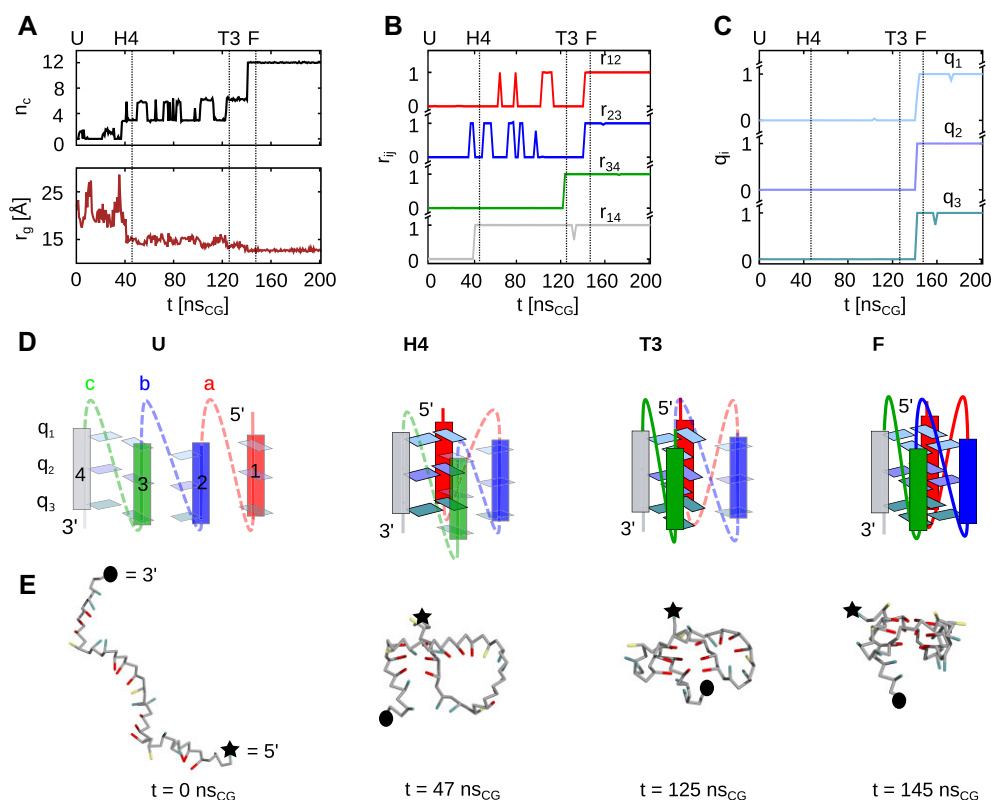 A
U H4 T3 F
12
8
4
0
n_c
r_g [Å]
25
15
0 40 80 120 160 200
t [ns_CG]
B
U H4 T3 F
r_12
1
0
r_23
1
0
r_34
1
0
r_14
1
0
r_ij
0 40 80 120 160 200
t [ns_CG]
C
U H4 T3 F
q_1
1
0
q_2
1
0
q_3
1
0
q_i
0 40 80 120 160 200
t [ns_CG]
D
U H4 T3 F
c b a
5'
q_1
q_2
q_3
4 3 2 1
3'
5'
3'
5'
3'
5'
3'
E
= 3'
= 5'
t = 0 ns_CG
t = 47 ns_CG
t = 125 ns_CG
t = 145 ns_CG